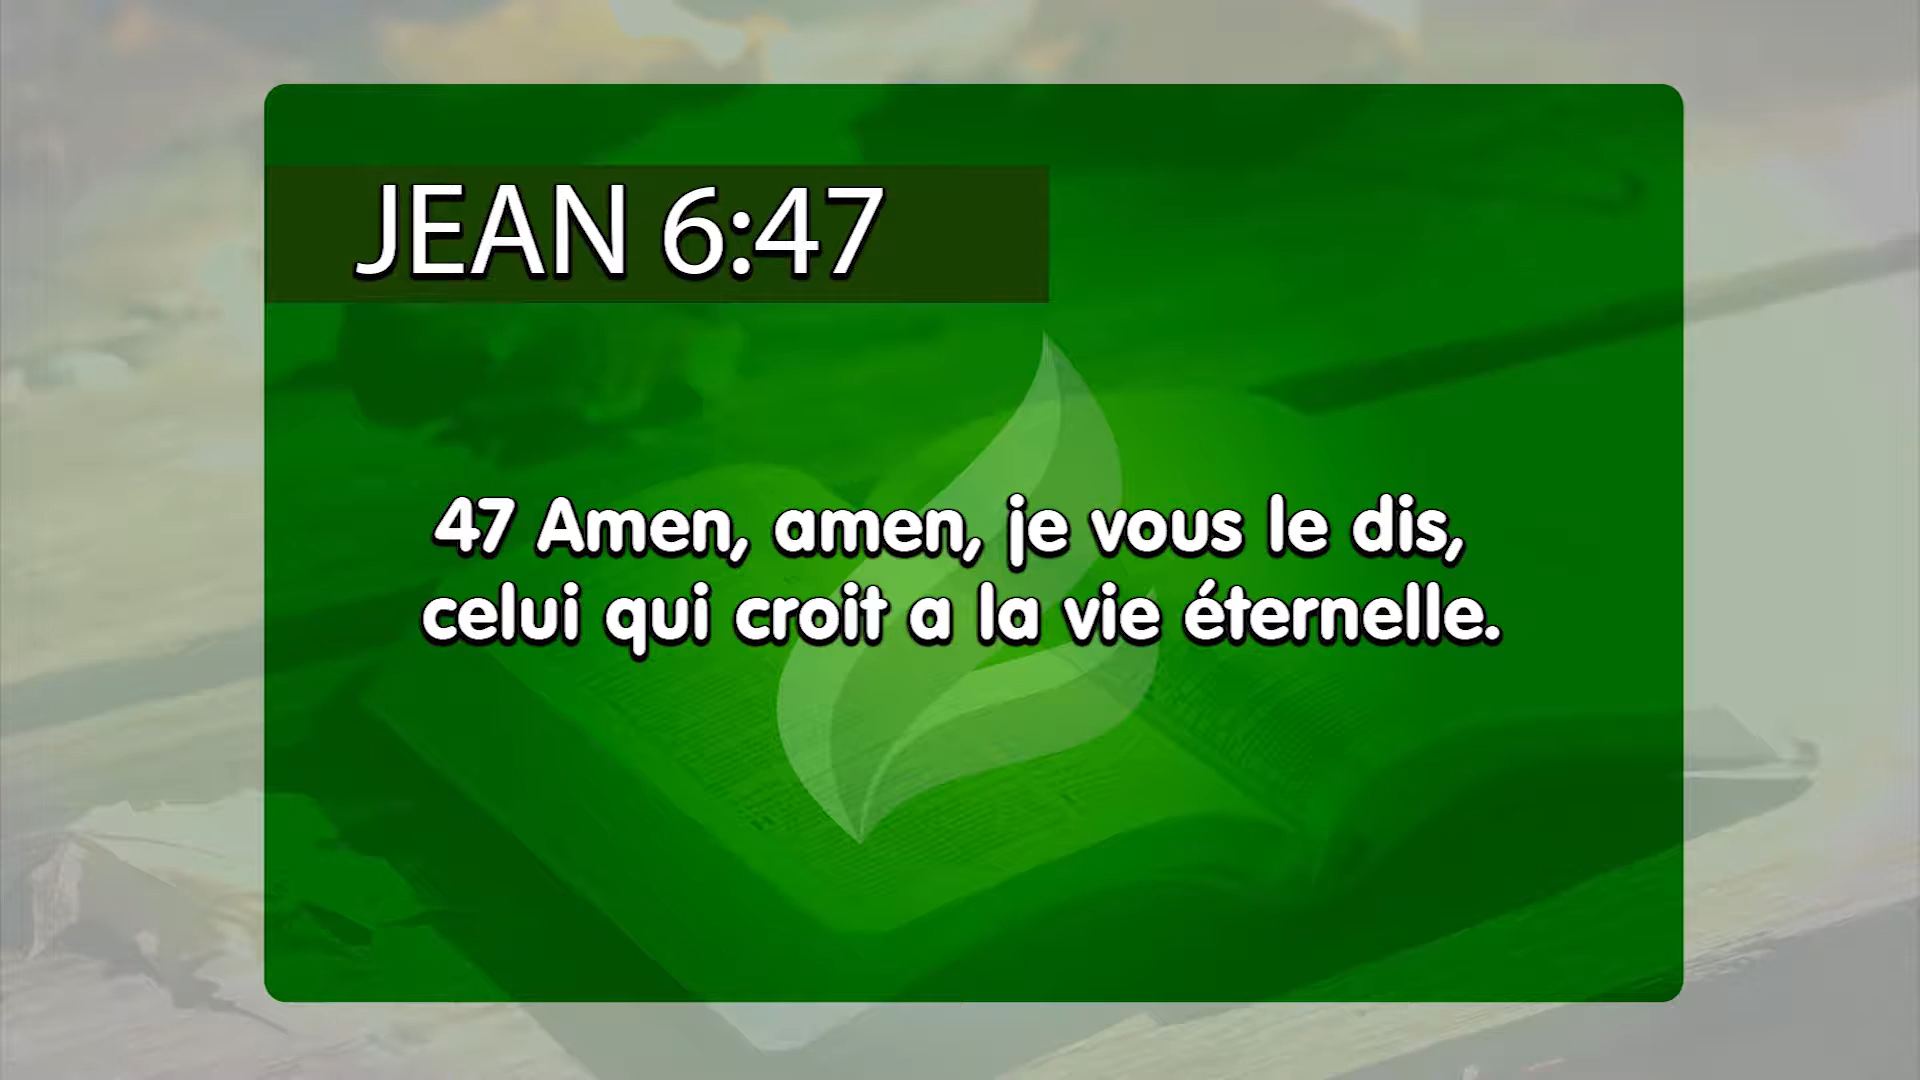 JEAN 6:47
47 Amen, amen, je vous le dis,
celui qui croit a la vie éternelle.